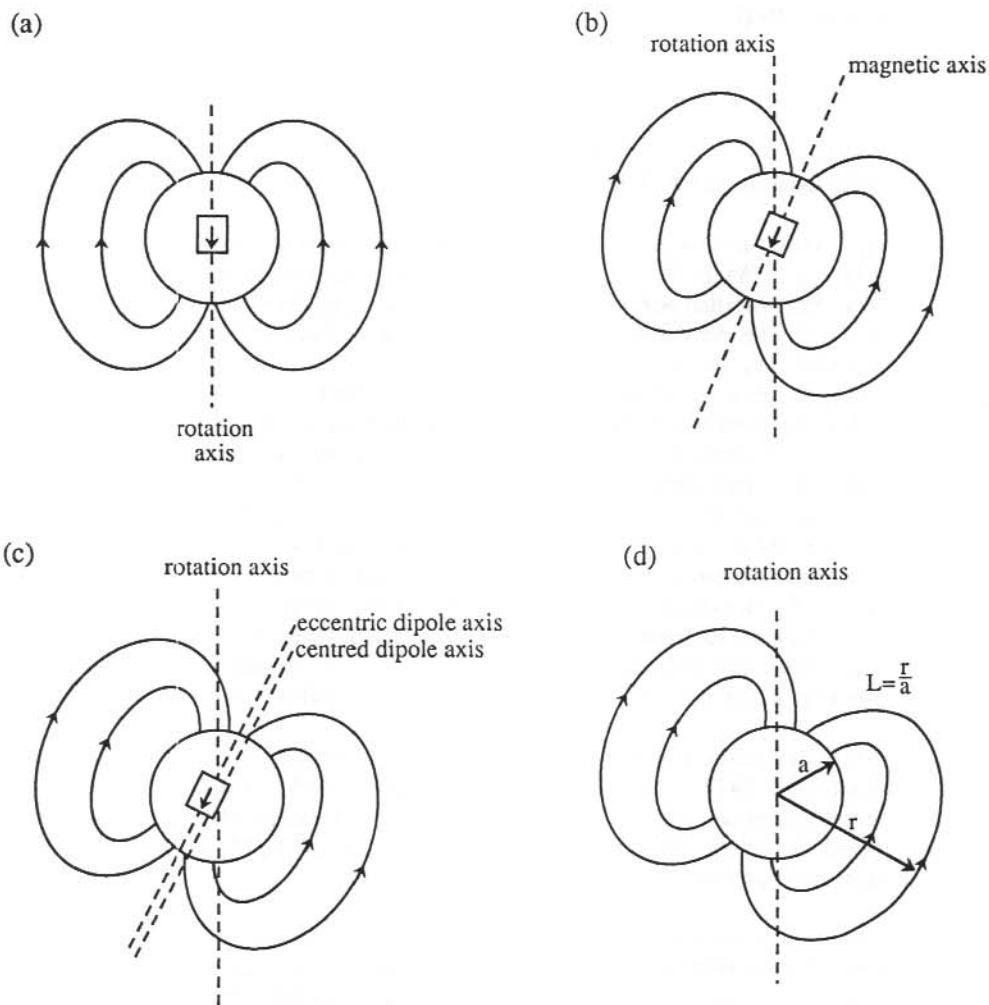 (a)
rotation
axis
(b)
rotation axis
magnetic axis
(c)
rotation axis
eccentric dipole axis
centred dipole axis
(d)
rotation axis
L=r/a
a
r